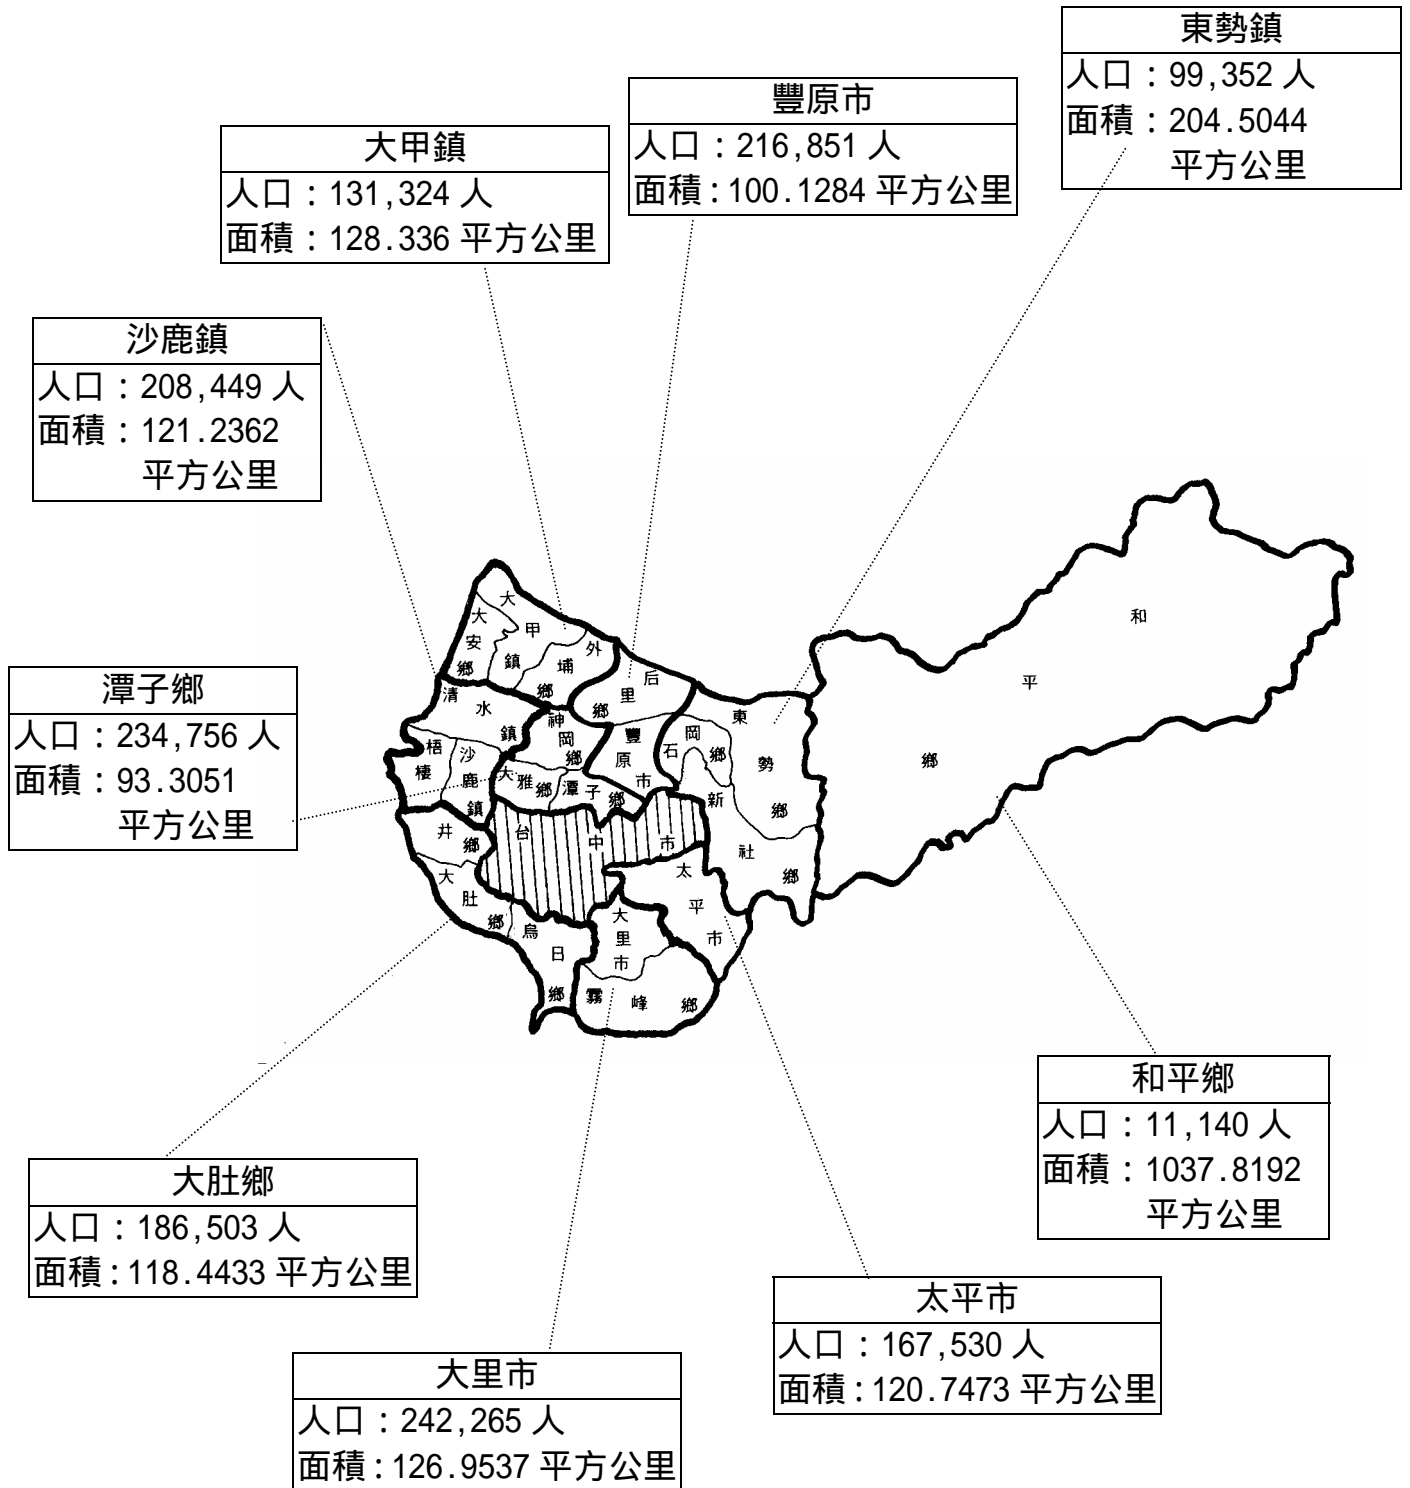 東勢鎮
人口：99,352 人
面積：204.5044
平方公里
豐原市
人口：216,851 人
面積：100.1284 平方公里
大甲鎮
人口：131,324 人
面積：128.336 平方公里
沙鹿鎮
人口：208,449 人
面積：121.2362
平方公里
潭子鄉
人口：234,756 人
面積：93.3051
平方公里
大甲鎮
大安鄉
外埔鄉
后里鄉
清水鎮
神岡鄉
豐原市
東勢鄉
石岡鄉
新社鄉
梧棲
沙鹿鎮
大雅鄉
潭子鄉
和平鄉
台中市
井鄉
大肚鄉
烏日鄉
大里市
太平市
霧峰鄉
和平鄉
人口：11,140 人
面積：1037.8192
平方公里
大肚鄉
人口：186,503 人
面積：118.4433 平方公里
太平市
人口：167,530 人
面積：120.7473 平方公里
大里市
人口：242,265 人
面積：126.9537 平方公里